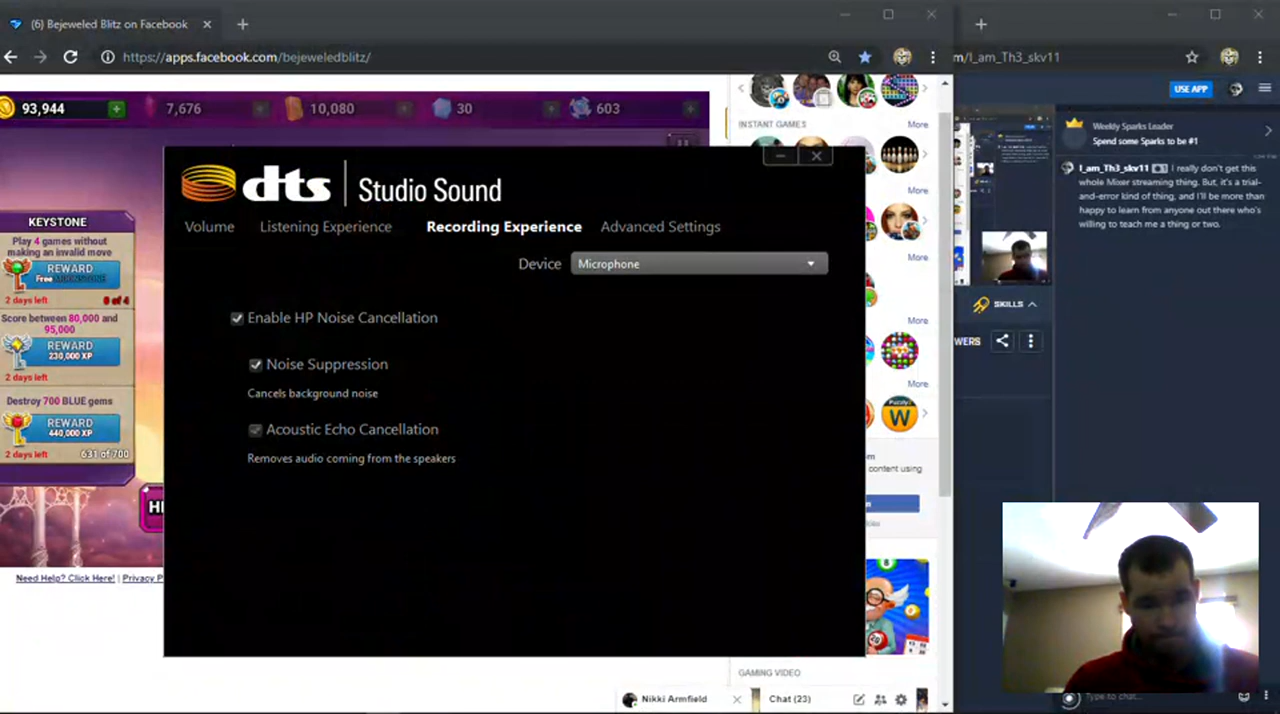 (6) Bejeweled Blitz on Facebook
https://apps.facebook.com/bejeweledblitz/
m/I_am_Th3_skv11
93,944
7,676
10,080
30
603
USE APP
INSTANT GAMES
More
More
More
More
More
dts
Studio Sound
Volume
Listening Experience
Recording Experience
Advanced Settings
Device
Microphone
Enable HP Noise Cancellation
Noise Suppression
Cancels background noise
Acoustic Echo Cancellation
Removes audio coming from the speakers
KEYSTONE
Play 4 games without
making an invalid move
REWARD
Free MOONSTONE
2 days left
0 of 4
Score between 80,000 and
95,000
REWARD
230,000 XP
2 days left
Destroy 700 BLUE gems
REWARD
440,000 XP
2 days left
631 of 700
Need Help? Click Here! | Privacy P
content using
W
GAMING VIDEO
Nikki Armfield
Chat (23)
Weekly Sparks Leader
Spend some Sparks to be #1
I_am_Th3_skv11 I really don't get this
whole Mixer streaming thing. But, it's a trial-
and-error kind of thing, and I'll be more than
happy to learn from anyone out there who's
willing to teach me a thing or two.
SKILLS
WERS
Type to chat...